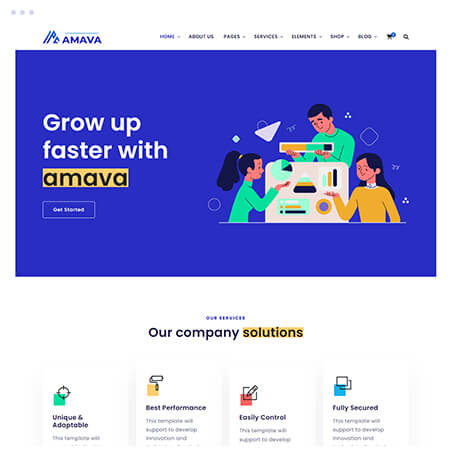 AMAVA
HOME ABOUT US PAGES SERVICES ELEMENTS SHOP BLOG
Grow up
faster with
amava
Get Started
OUR SERVICES
Our company solutions
Unique &
Adaptable
This template will
Best Performance
This template will
support to develop
innovation and
Easily Control
This template will
support to develop
Fully Secured
This template will
support to develop
innovation and